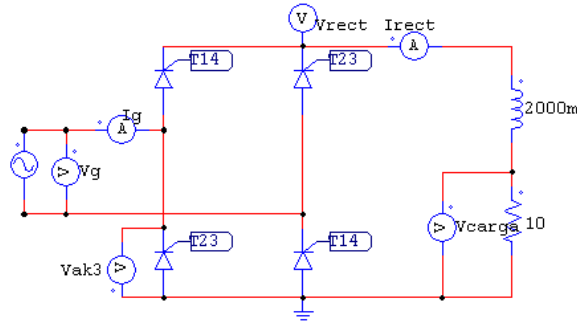 V Vrect Irect
A
T14 T23
Ig
A
2000m
V Vg
V Vcarga 10
T23 T14
Vak3 V